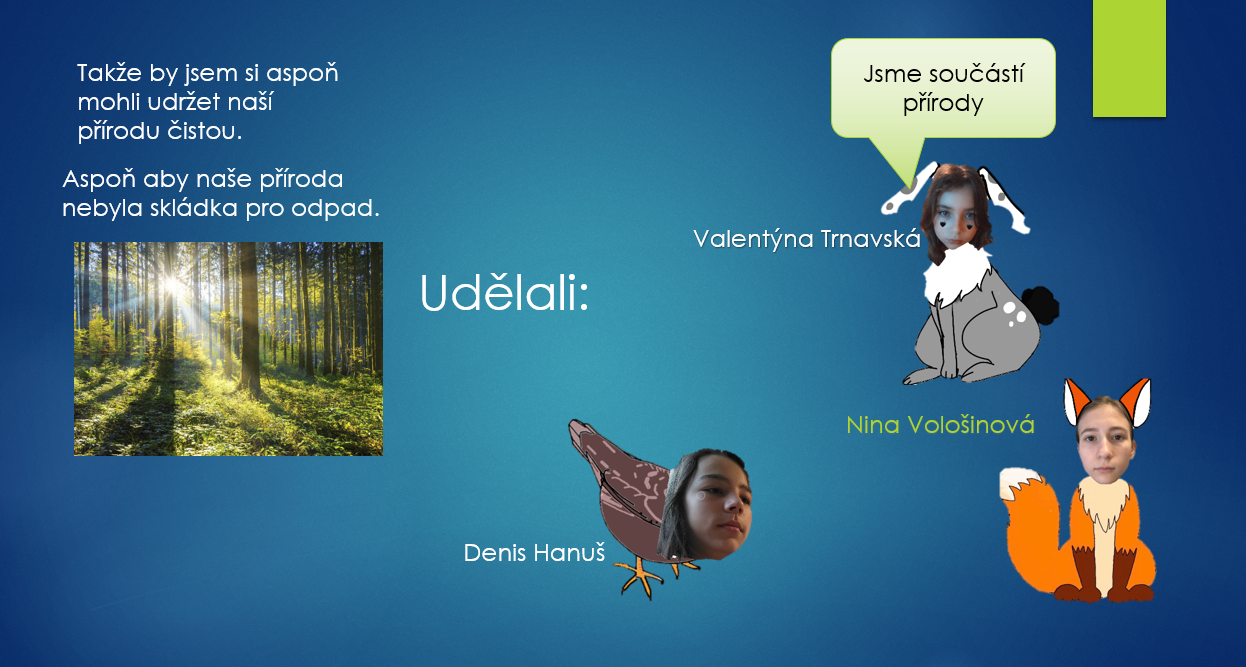 Takže by jsem si aspoň
mohli udržet naší
přírodu čistou.
Aspoň aby naše příroda
nebyla skládka pro odpad.
Jsme součástí
přírody
Valentýna Trnavská
Udělali:
Nina Vološinová
Denis Hanuš